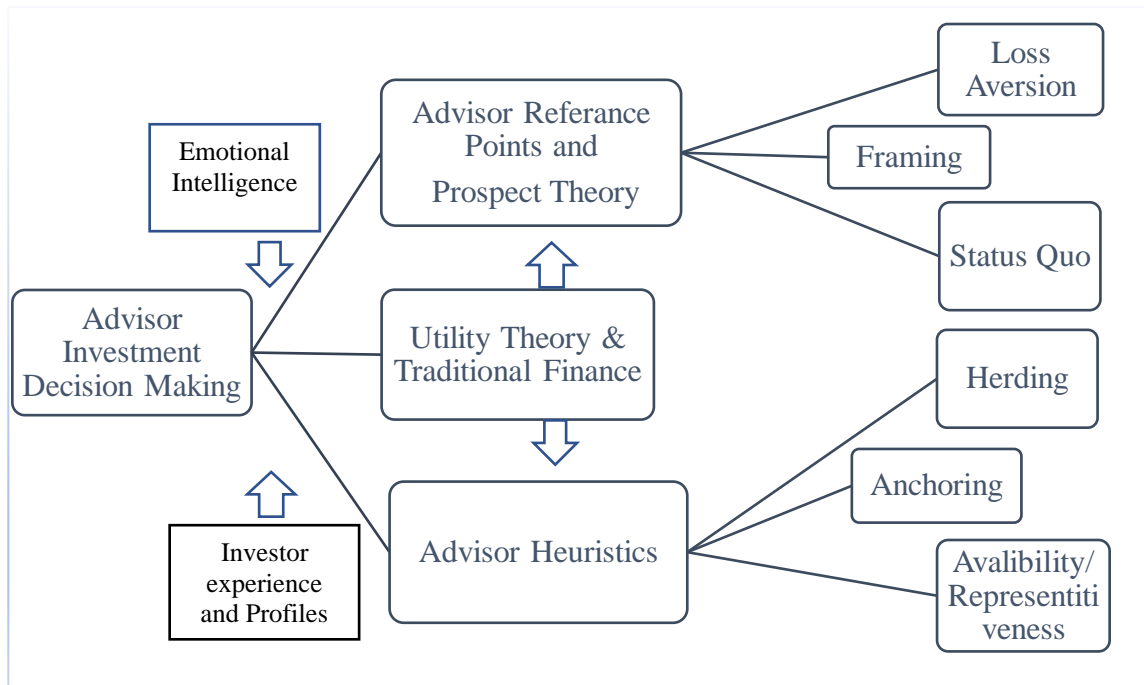 Emotional
Intelligence
Advisor
Investment
Decision Making
Investor
experience
and Profiles
Advisor Referance
Points and
Prospect Theory
Utility Theory &
Traditional Finance
Advisor Heuristics
Loss
Aversion
Framing
Status Quo
Herding
Anchoring
Avalibility/
Representiti
veness